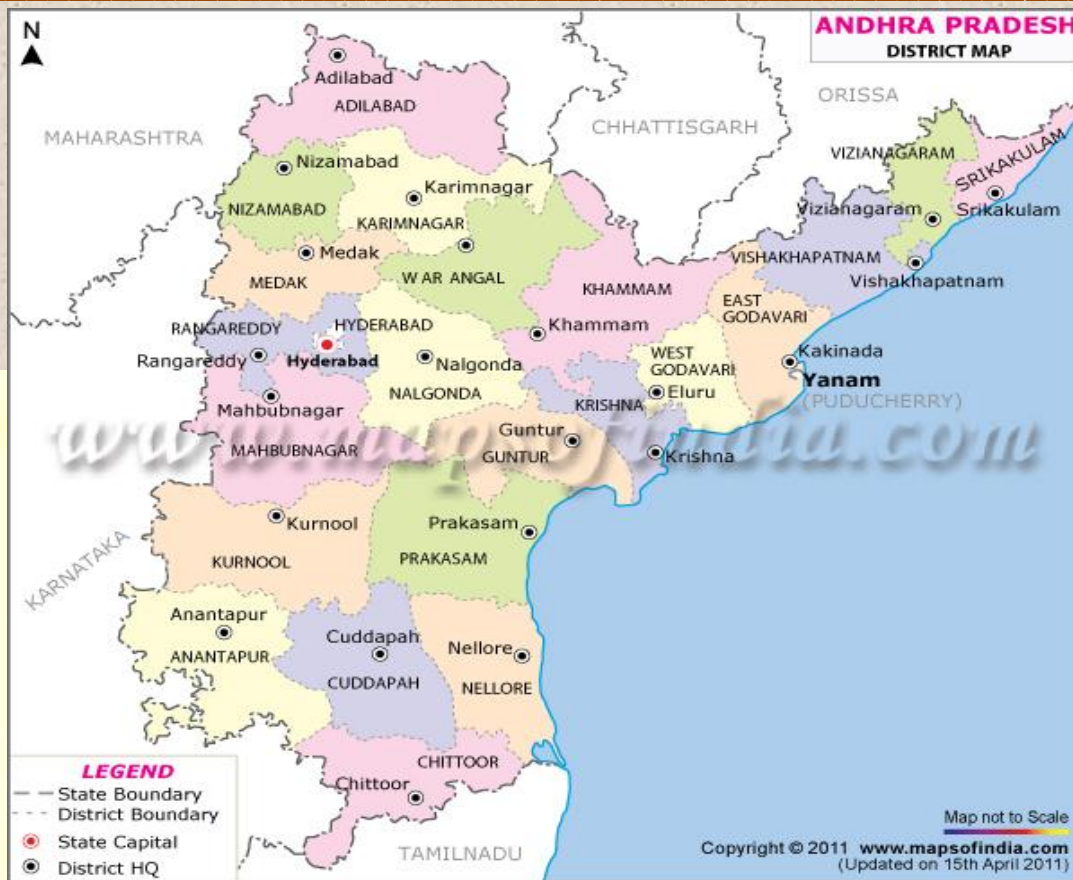 N
ANDHRA PRADESH
DISTRICT MAP
Adilabad
ADILABAD
ORISSA
MAHARASHTRA
CHHATTISGARH
VIZIANAGARAM
SRIKAKULAM
Nizamabad
Karimnagar
NIZAMABAD
KARIMNAGAR
Vizianagaram
Srikakulam
Medak
WAR ANGAL
VISHAKHAPATNAM
MEDAK
KHAMMAM
Vishakhapatnam
EAST
GODAVARI
RANGAREDDY
HYDERABAD
Khammam
Rangareddy
Hyderabad
Nalgonda
WEST
GODAVARI
Kakinada
Yanam
(PUDUCHERRY)
NALGONDA
Eluru
KRISHNA
Mahbubnagar
Guntur
www.mapsofindia.com
MAHBUBNAGAR
GUNTUR
Krishna
Kurnool
Prakasam
KARNATAKA
KURNOOL
PRAKASAM
Anantapur
ANANTAPUR
Cuddapah
CUDDAPAH
Nellore
NELLORE
CHITTOOR
Chittoor
TAMILNADU
LEGEND
State Boundary
District Boundary
State Capital
District HQ
Map not to Scale
Copyright © 2011 www.mapsofindia.com
(Updated on 15th April 2011)